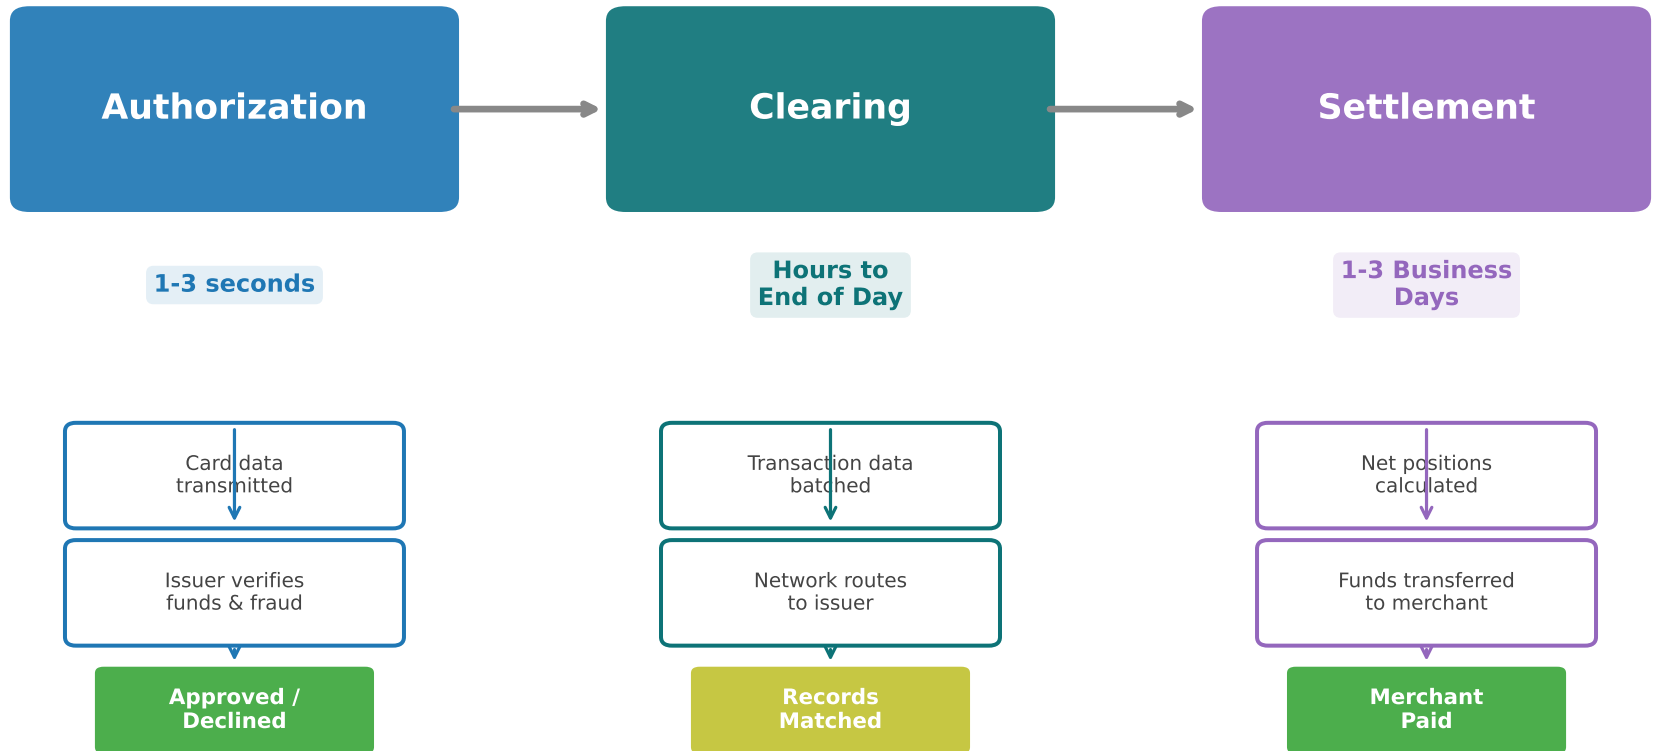 Authorization
Clearing
Settlement
1-3 seconds
Hours to
End of Day
1-3 Business
Days
Card data
transmitted
Transaction data
batched
Net positions
calculated
Issuer verifies
funds & fraud
Network routes
to issuer
Funds transferred
to merchant
Approved /
Declined
Records
Matched
Merchant
Paid